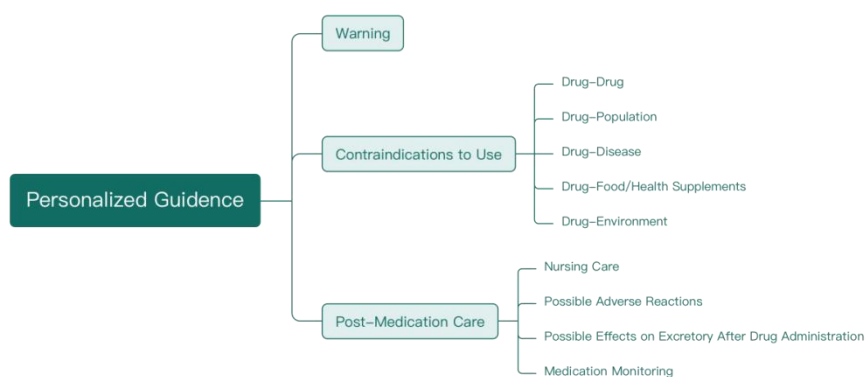 Personalized Guidence
Warning
Contraindications to Use
Drug-Drug
Drug-Population
Drug-Disease
Drug-Food/Health Supplements
Drug-Environment
Post-Medication Care
Nursing Care
Possible Adverse Reactions
Possible Effects on Excretory After Drug Administration
Medication Monitoring